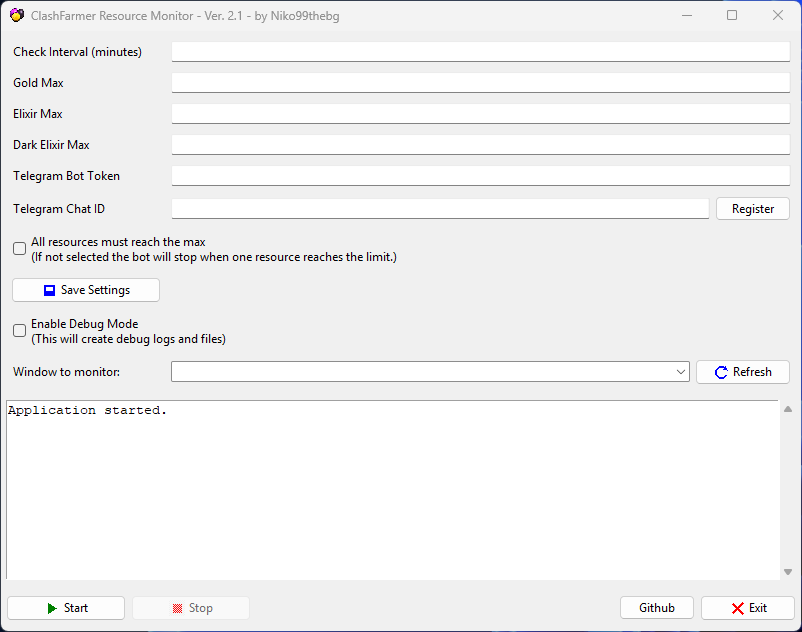 ClashFarmer Resource Monitor - Ver. 2.1 - by Niko99thebg
Check Interval (minutes)
Gold Max
Elixir Max
Dark Elixir Max
Telegram Bot Token
Telegram Chat ID
Register
All resources must reach the max
(If not selected the bot will stop when one resource reaches the limit.)
Save Settings
Enable Debug Mode
(This will create debug logs and files)
Window to monitor:
Refresh
Application started.
Start
Stop
Github
Exit